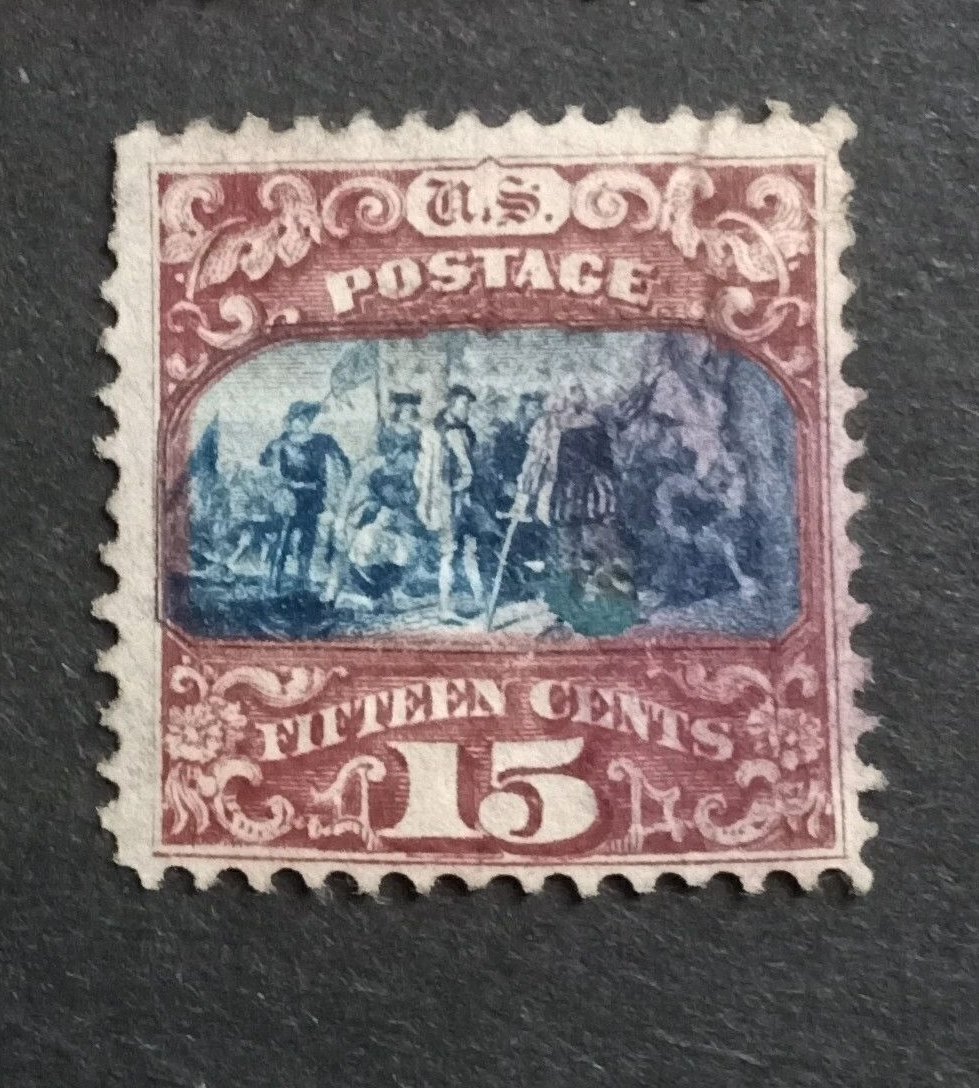 U.S.
POSTAGE
FIFTEEN CENTS
15